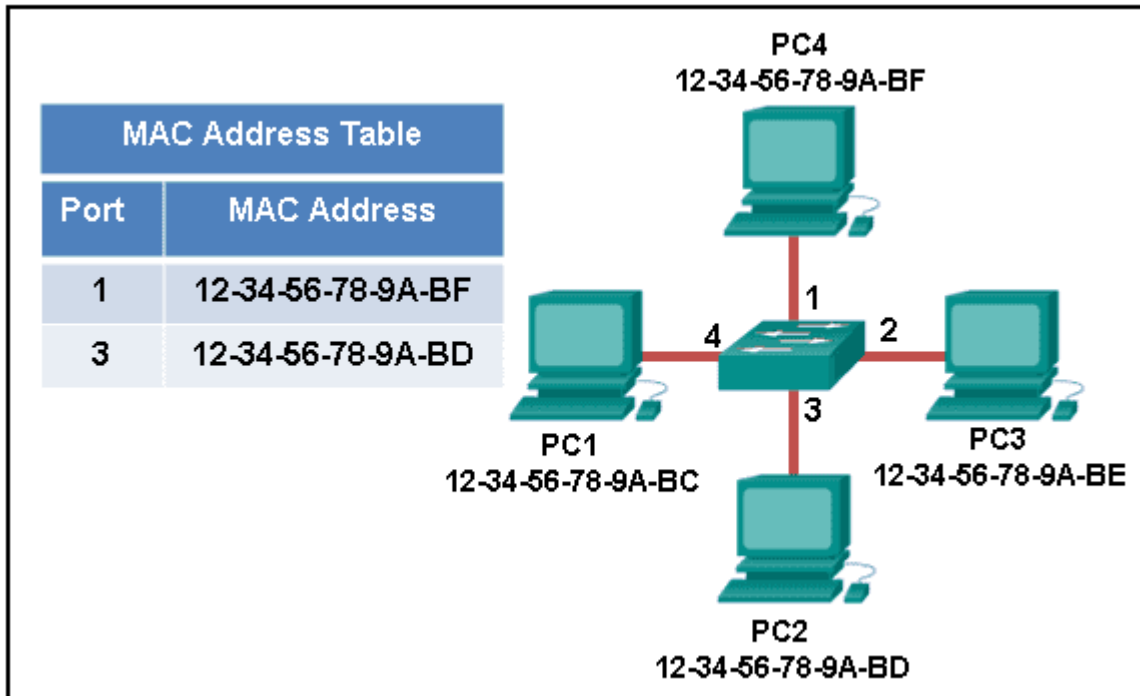 PC4
12-34-56-78-9A-BF
MAC Address Table
Port MAC Address
1 12-34-56-78-9A-BF
3 12-34-56-78-9A-BD
1
4
2
3
PC1
12-34-56-78-9A-BC
PC3
12-34-56-78-9A-BE
PC2
12-34-56-78-9A-BD